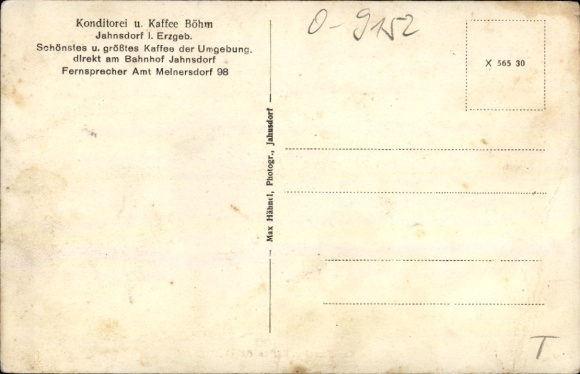 Konditorei u. Kaffee Böhm
Jahnsdorf i. Erzgeb.
Schönstes u. größtes Kaffee der Umgebung,
direkt am Bahnhof Jahnsdorf
Fernsprecher Amt Meinersdorf 98
O-9152
X 565 30
Max Hähnel, Photogr., Jahnsdorf
T